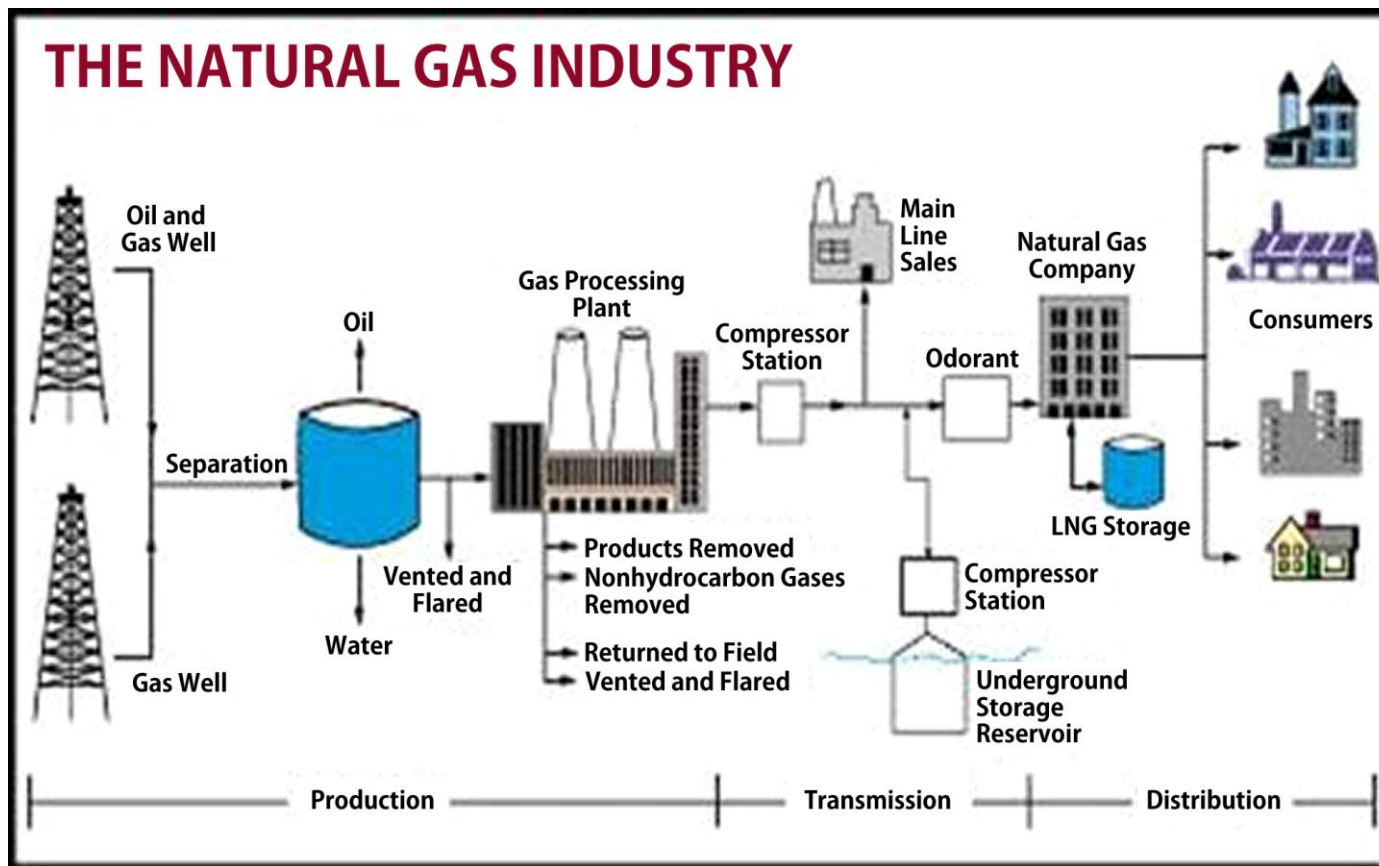 THE NATURAL GAS INDUSTRY
Oil and
Gas Well
Gas Well
Separation
Oil
Water
Vented and
Flared
Gas Processing
Plant
Products Removed
Nonhydrocarbon Gases
Removed
Returned to Field
Vented and Flared
Compressor
Station
Main
Line
Sales
Compressor
Station
Underground
Storage
Reservoir
Odorant
Natural Gas
Company
LNG Storage
Consumers
Production
Transmission
Distribution